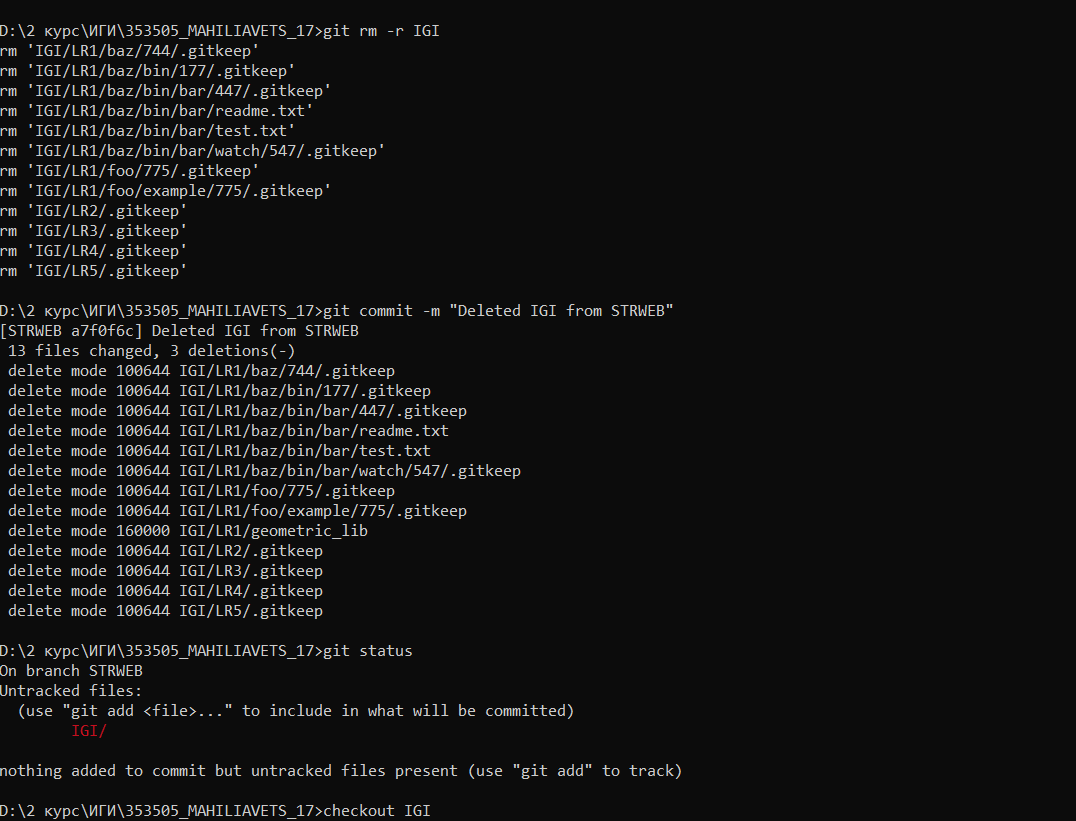 D:\2 курс\ИГИ\353505_MAHILIAVETS_17>git rm -r IGI
rm 'IGI/LR1/baz/744/.gitkeep'
rm 'IGI/LR1/baz/bin/177/.gitkeep'
rm 'IGI/LR1/baz/bin/bar/447/.gitkeep'
rm 'IGI/LR1/baz/bin/bar/readme.txt'
rm 'IGI/LR1/baz/bin/bar/test.txt'
rm 'IGI/LR1/baz/bin/bar/watch/547/.gitkeep'
rm 'IGI/LR1/foo/775/.gitkeep'
rm 'IGI/LR1/foo/example/775/.gitkeep'
rm 'IGI/LR2/.gitkeep'
rm 'IGI/LR3/.gitkeep'
rm 'IGI/LR4/.gitkeep'
rm 'IGI/LR5/.gitkeep'
D:\2 курс\ИГИ\353505_MAHILIAVETS_17>git commit -m "Deleted IGI from STRWEB"
[STRWEB a7f0f6c] Deleted IGI from STRWEB
 13 files changed, 3 deletions(-)
 delete mode 100644 IGI/LR1/baz/744/.gitkeep
 delete mode 100644 IGI/LR1/baz/bin/177/.gitkeep
 delete mode 100644 IGI/LR1/baz/bin/bar/447/.gitkeep
 delete mode 100644 IGI/LR1/baz/bin/bar/readme.txt
 delete mode 100644 IGI/LR1/baz/bin/bar/test.txt
 delete mode 100644 IGI/LR1/baz/bin/bar/watch/547/.gitkeep
 delete mode 100644 IGI/LR1/foo/775/.gitkeep
 delete mode 100644 IGI/LR1/foo/example/775/.gitkeep
 delete mode 160000 IGI/LR1/geometric_lib
 delete mode 100644 IGI/LR2/.gitkeep
 delete mode 100644 IGI/LR3/.gitkeep
 delete mode 100644 IGI/LR4/.gitkeep
 delete mode 100644 IGI/LR5/.gitkeep
D:\2 курс\ИГИ\353505_MAHILIAVETS_17>git status
On branch STRWEB
Untracked files:
  (use "git add <file>..." to include in what will be committed)
        IGI/
nothing added to commit but untracked files present (use "git add" to track)
D:\2 курс\ИГИ\353505_MAHILIAVETS_17>checkout IGI